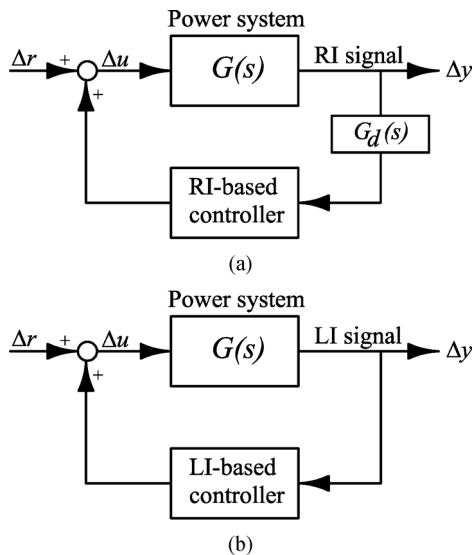 Power system
Δr + Δu G(s) RI signal Δy
+
G_d(s)
RI-based
controller
(a)
Power system
Δr + Δu G(s) LI signal Δy
+
LI-based
controller
(b)